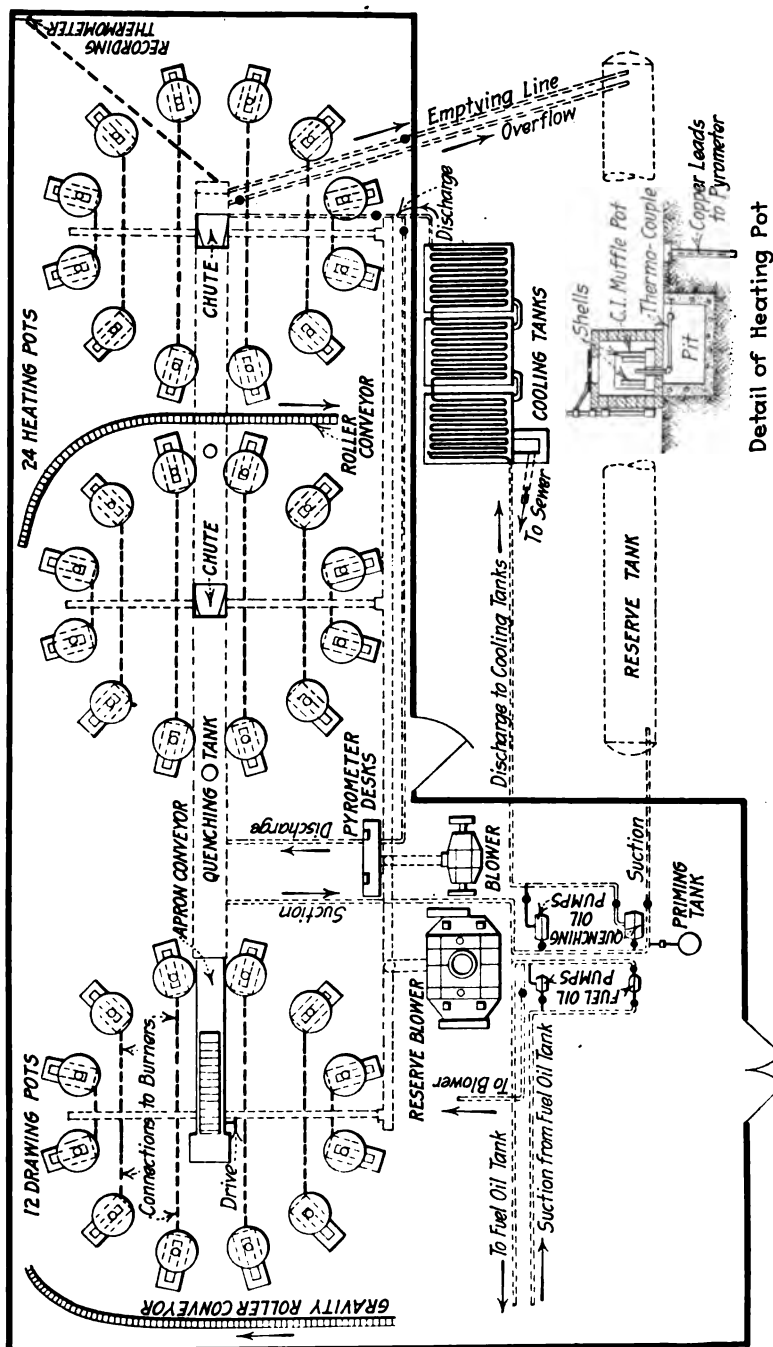 RECORDING
THERMOMETER
24 HEATING POTS
CHUTE
ROLLER
CONVEYOR
CHUTE
QUENCHING TANK
APRON CONVEYOR
12 DRAWING POTS
Connections to Burners
Drive
GRAVITY ROLLER CONVEYOR
Emptying Line
Overflow
Discharge
COOLING TANKS
To Sewer
Discharge to Cooling Tanks
PYROMETER
DESKS
Discharge
Suction
BLOWER
RESERVE BLOWER
To Blower
To Fuel Oil Tank
Suction from Fuel Oil Tank
QUENCHING
OIL
PUMPS
FUEL OIL
PUMPS
Suction
PRIMING
TANK
RESERVE TANK
Shells
C.I. Muffle Pot
Thermo-Couple
Copper Leads
to Pyrometer
Pit
Detail of Heating Pot